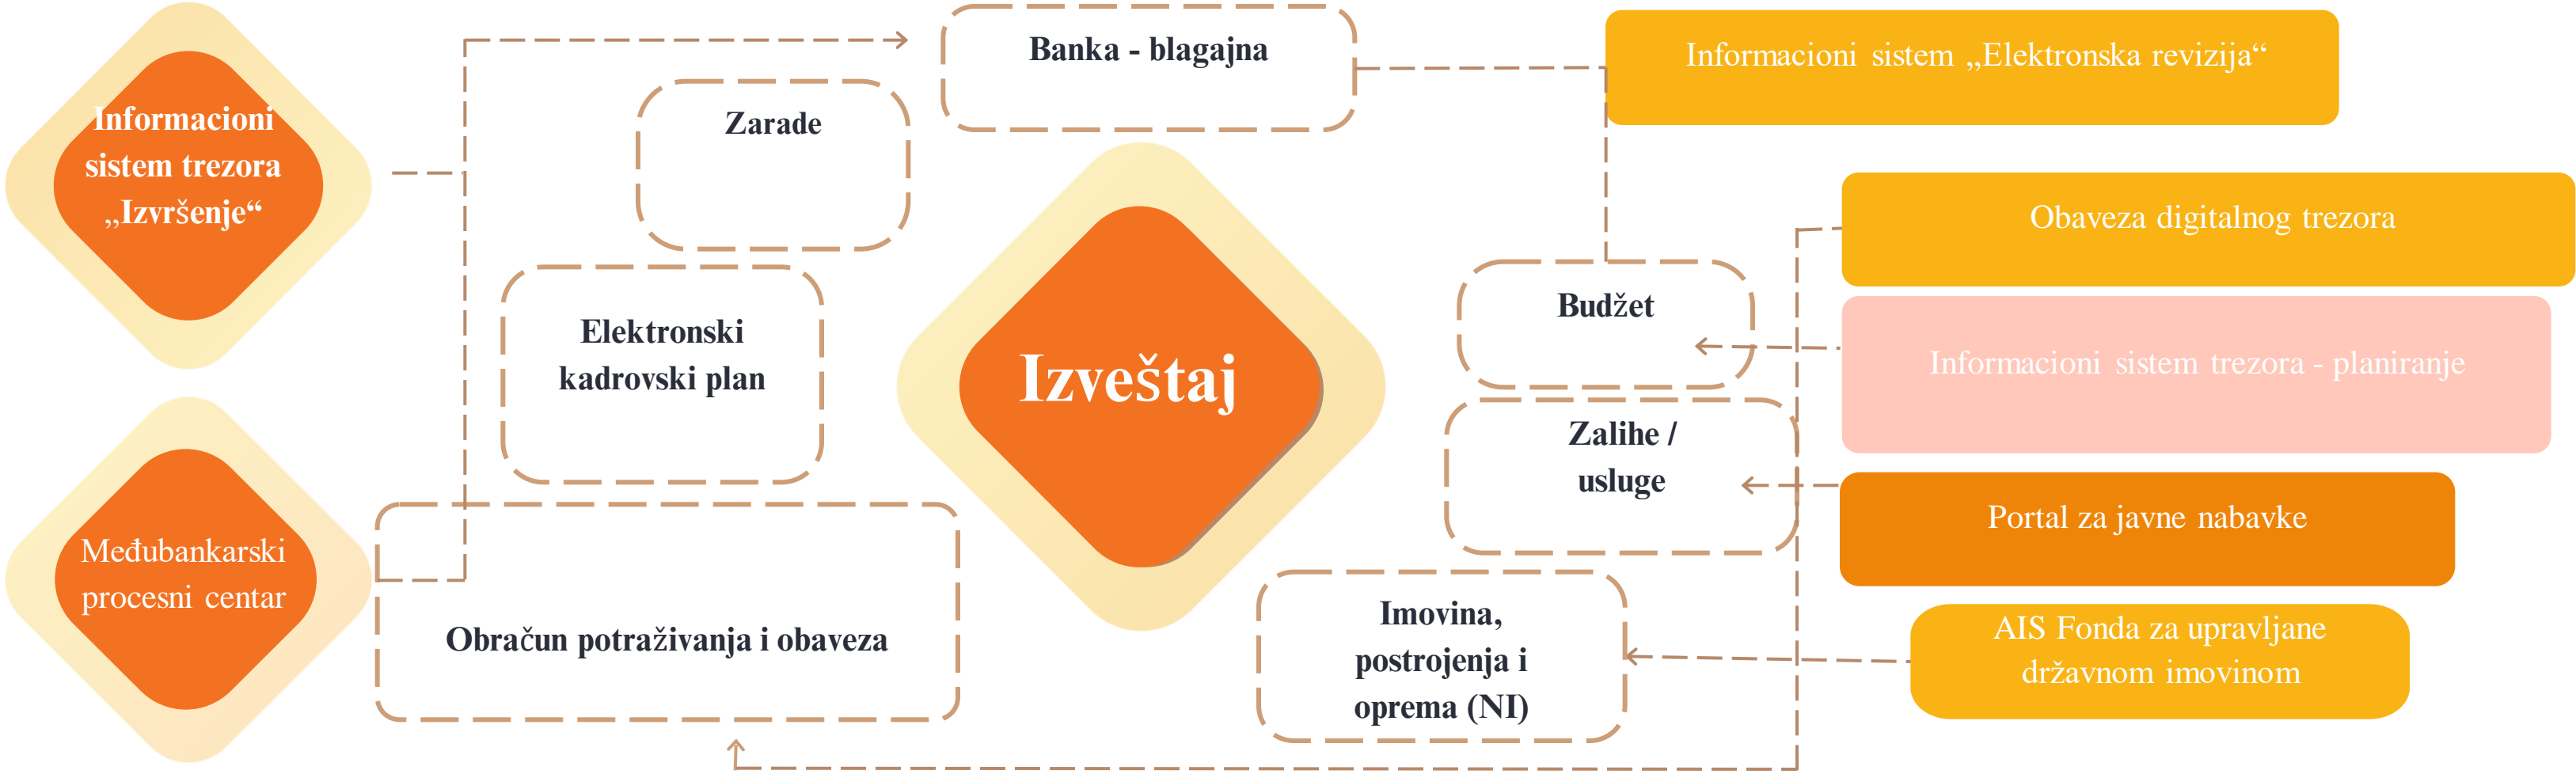 Informacioni
sistem trezora
„Izvršenje“
Međubankarski
procesni centar
Banka - blagajna
Zarade
Elektronski
kadrovski plan
Obračun potraživanja i obaveza
Izveštaj
Budžet
Zalihe /
usluge
Imovina,
postrojenja i
oprema (NI)
Informacioni sistem „Elektronska revizija“
Obaveza digitalnog trezora
Informacioni sistem trezora - planiranje
Portal za javne nabavke
AIS Fonda za upravljane
državnom imovinom